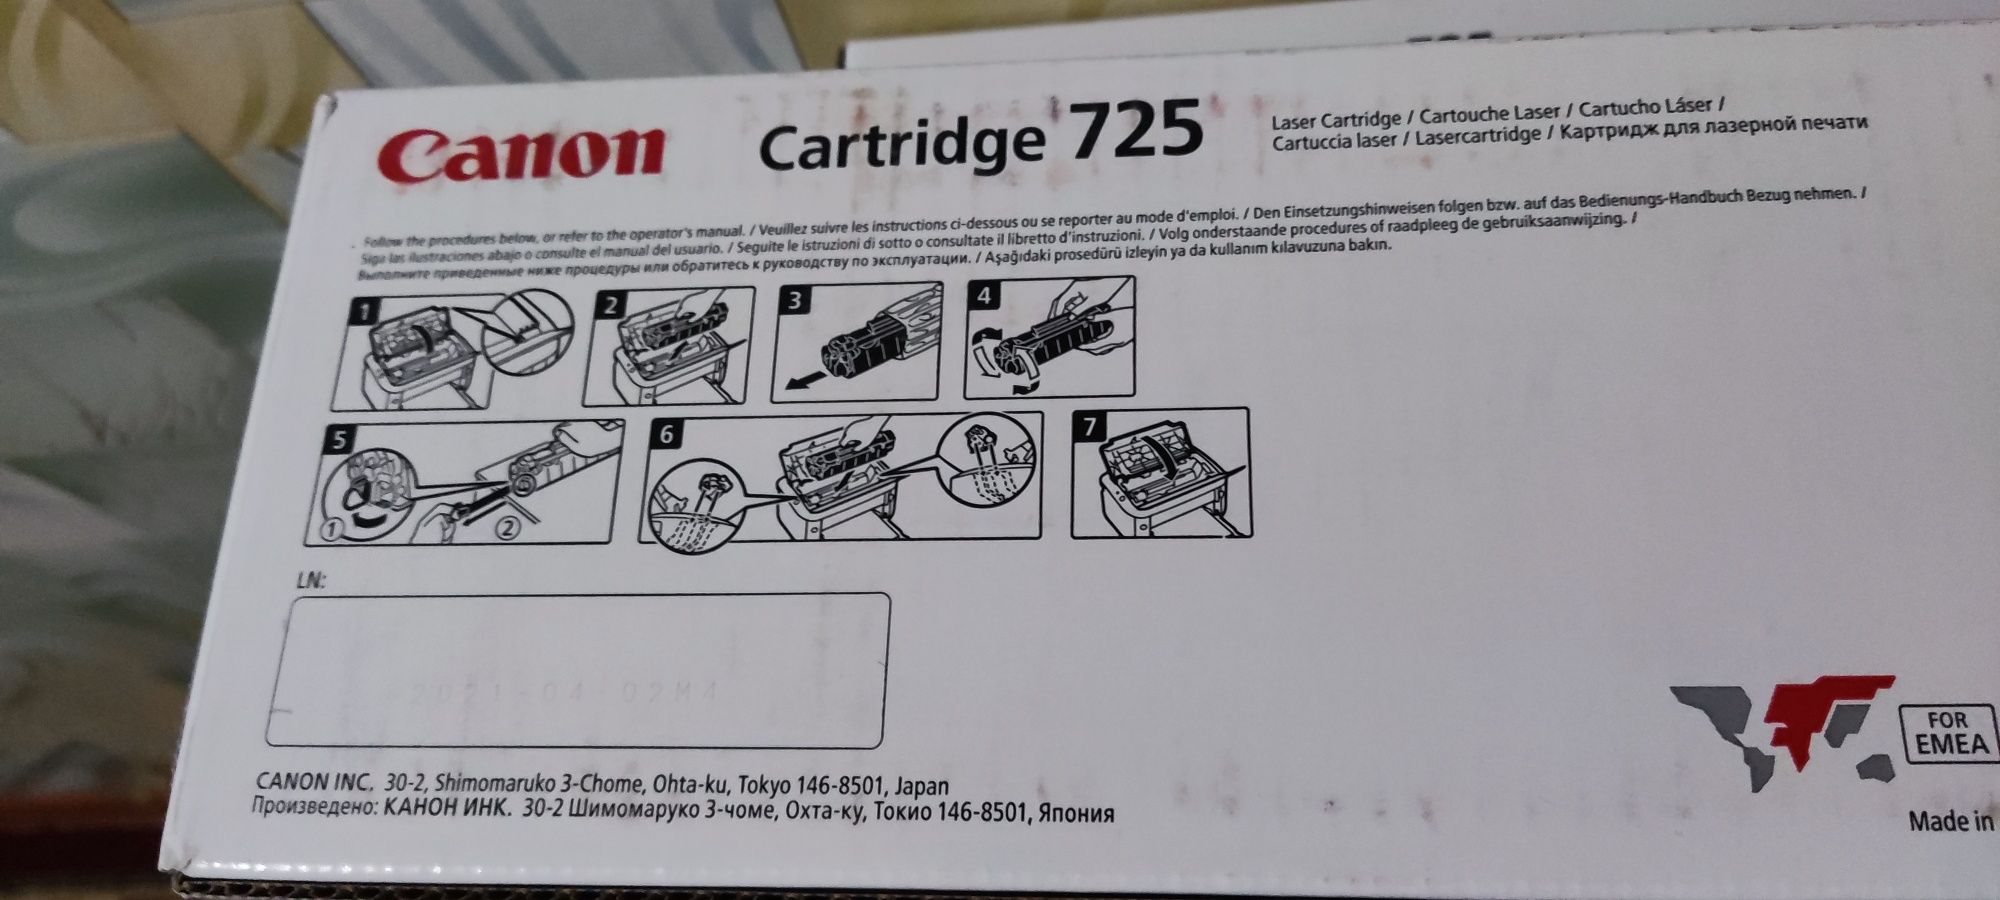 Canon
Cartridge 725
Laser Cartridge / Cartouche Laser / Cartucho Láser /
Cartuccia laser / Lasercartridge / Картридж для лазерной печати
Follow the procedures below, or refer to the operator's manual. / Veuillez suivre les instructions ci-dessous ou se reporter au mode d'emploi. / Den Einsetzungshinweisen folgen bzw. auf das Bedienungs-Handbuch Bezug nehmen. /
Siga las ilustraciones abajo o consulte el manual del usuario. / Seguite le istruzioni di sotto o consultate il libretto d'instruzioni. / Volg onderstaande procedures of raadpleeg de gebruiksaanwijzing. /
Выполните приведенные ниже процедуры или обратитесь к руководству по эксплуатации. / Aşağıdaki prosedürü izleyin ya da kullanım kılavuzuna bakın.
1 2 3 4
5 6 7
1 2
LN:
2021-04-02M4
CANON INC. 30-2, Shimomaruko 3-Chome, Ohta-ku, Tokyo 146-8501, Japan
Произведено: КАНОН ИНК. 30-2 Шимомаруко 3-чоме, Охта-ку, Токио 146-8501, Япония
FOR
EMEA
Made in